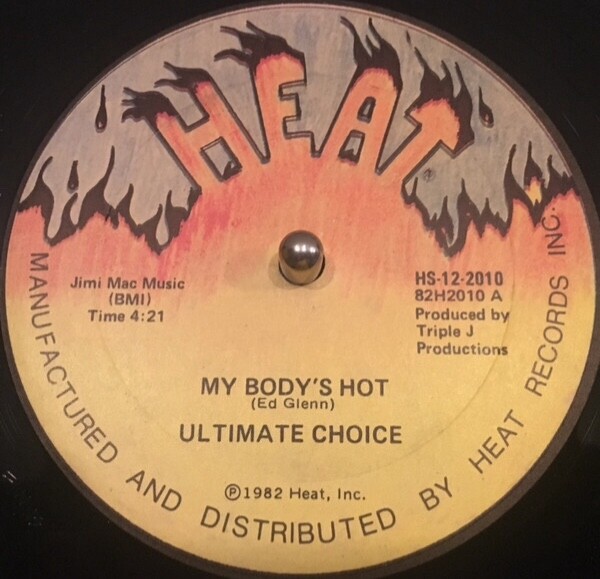 HEAT
Jimi Mac Music
(BMI)
Time 4:21
HS-12-2010
82H2010 A
Produced by
Triple J
Productions
MY BODY'S HOT
(Ed Glenn)
ULTIMATE CHOICE
℗1982 Heat, Inc.
MANUFACTURED AND DISTRIBUTED BY HEAT RECORDS INC.